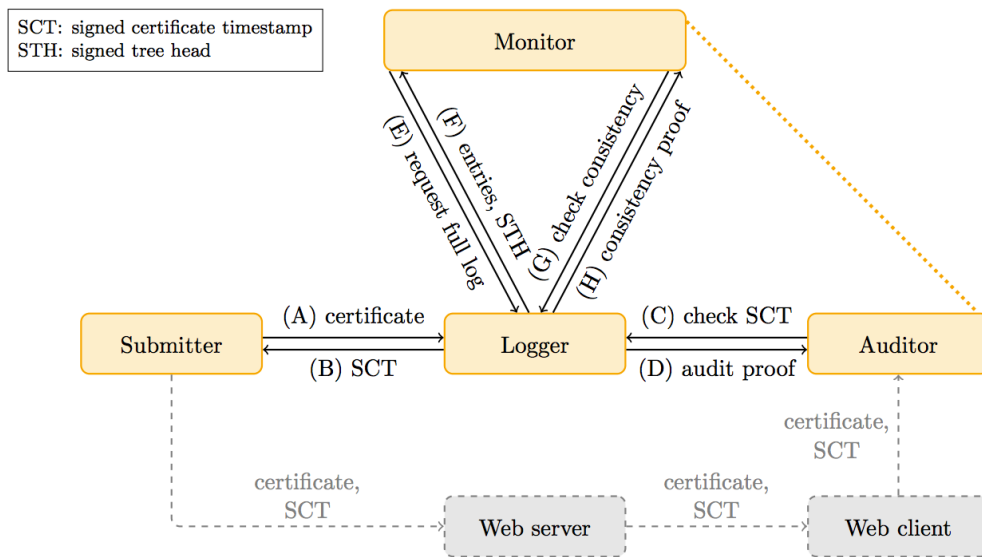 SCT: signed certificate timestamp
STH: signed tree head
Monitor
(E) request full log
(F) entries, STH
(G) check consistency
(H) consistency proof
Submitter
(A) certificate
(B) SCT
Logger
(C) check SCT
(D) audit proof
Auditor
certificate,
SCT
Web server
certificate,
SCT
Web client
certificate,
SCT